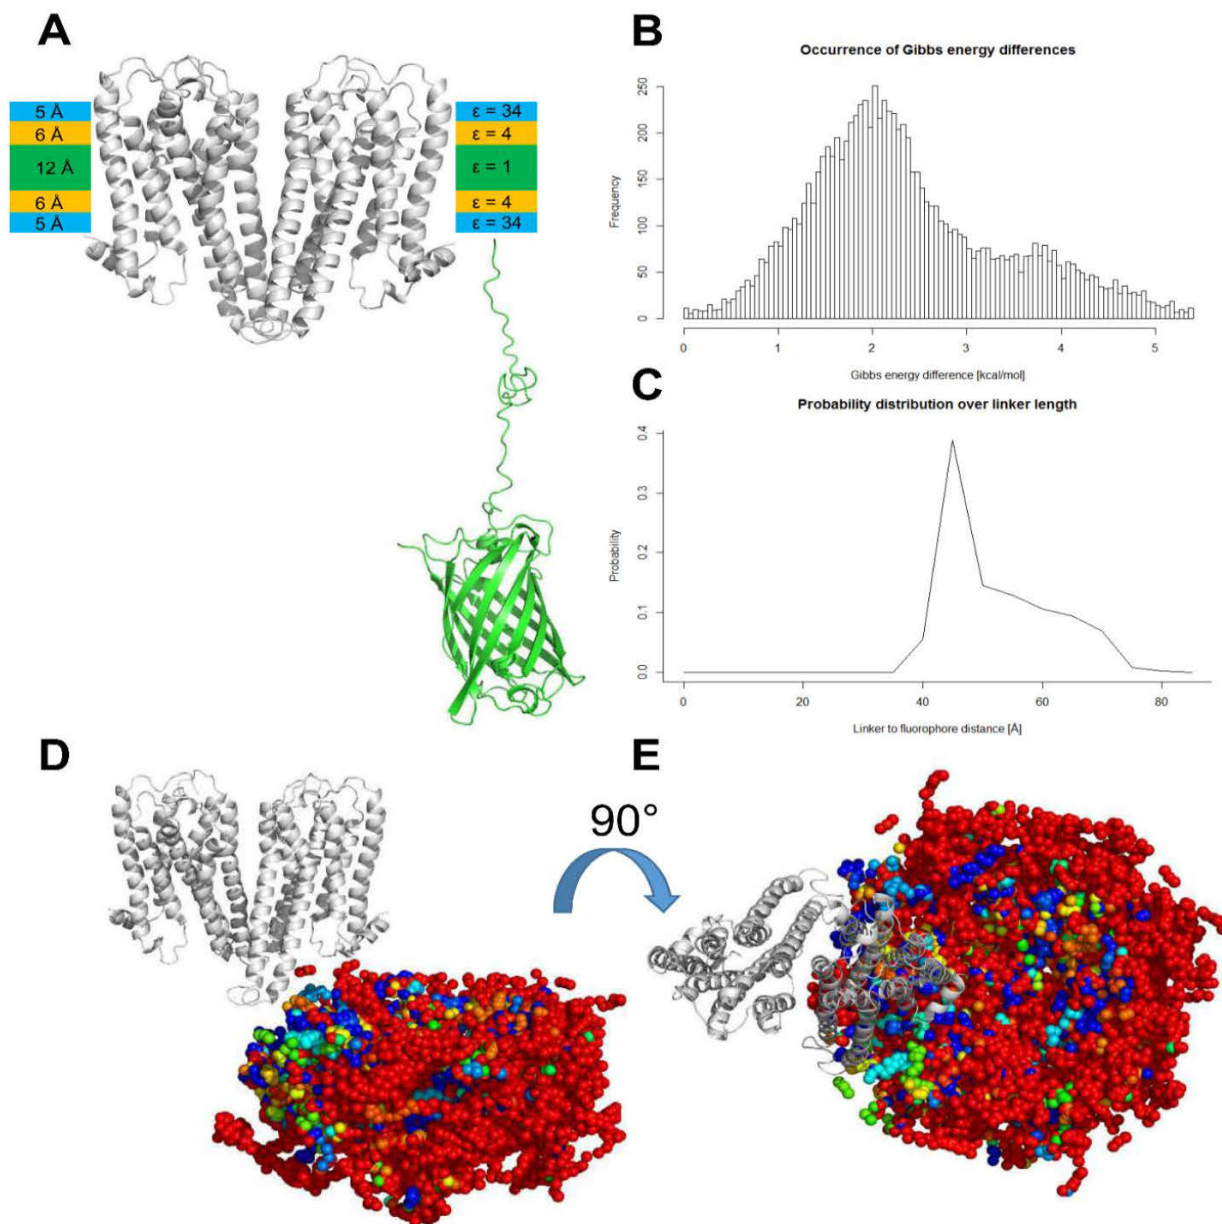 A
5 Å
6 Å
12 Å
6 Å
5 Å
ε = 34
ε = 4
ε = 1
ε = 4
ε = 34
B
Occurrence of Gibbs energy differences
Frequency
250
200
150
100
50
0
0 1 2 3 4 5
Gibbs energy difference [kcal/mol]
C
Probability distribution over linker length
Probability
0.4
0.3
0.2
0.1
0.0
0 20 40 60 80
Linker to fluorophore distance [Å]
D
90°
E